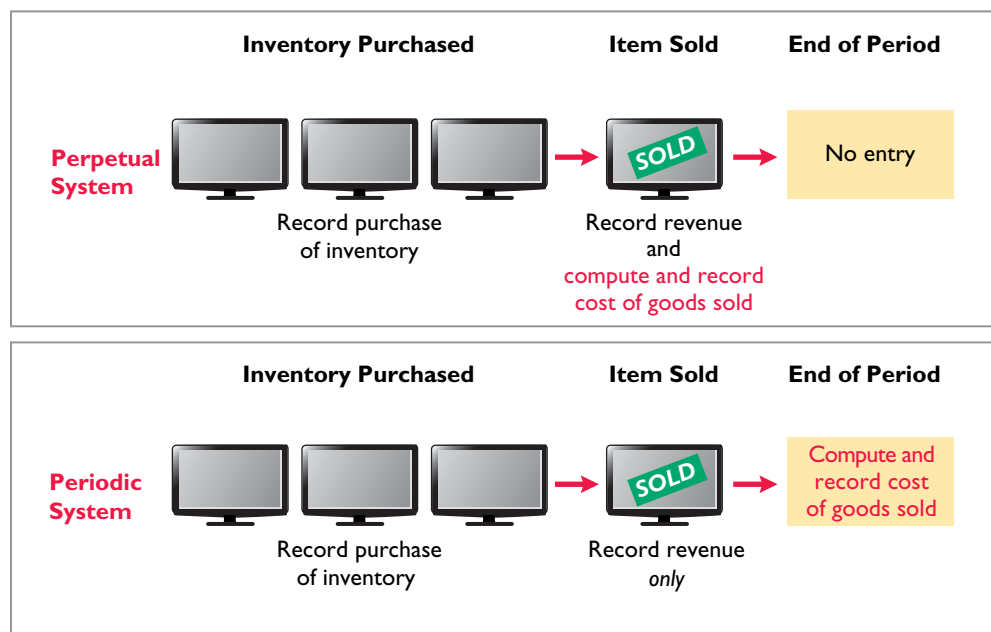 Inventory Purchased Item Sold End of Period
Perpetual
System
SOLD
No entry
Record purchase
of inventory
Record revenue
and
compute and record
cost of goods sold
Inventory Purchased Item Sold End of Period
Periodic
System
SOLD
Compute and
record cost
of goods sold
Record purchase
of inventory
Record revenue
only